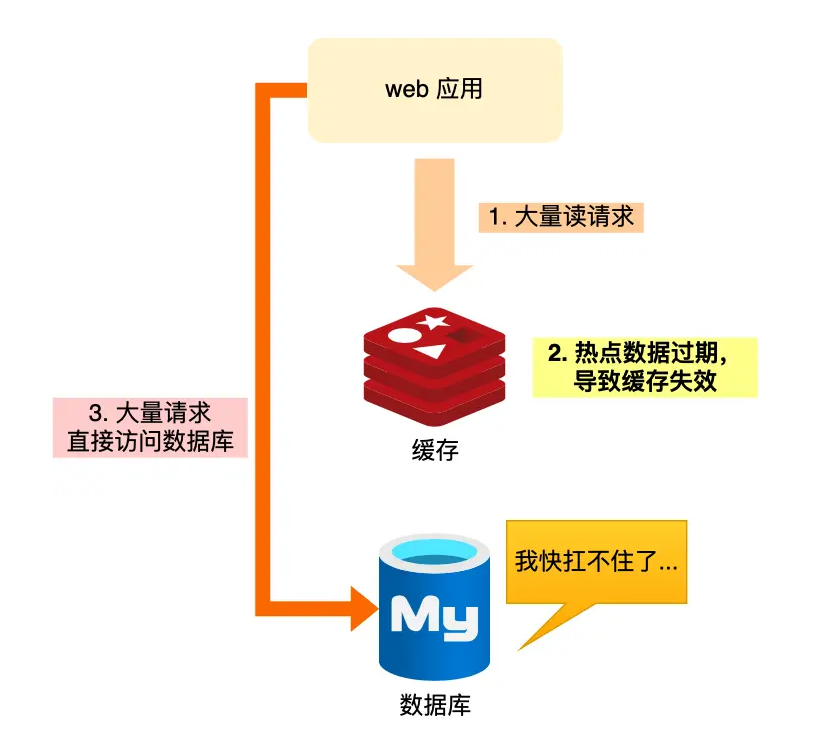 web 应用
1. 大量读请求
2. 热点数据过期，
导致缓存失效
3. 大量请求
直接访问数据库
缓存
我快扛不住了...
My
数据库